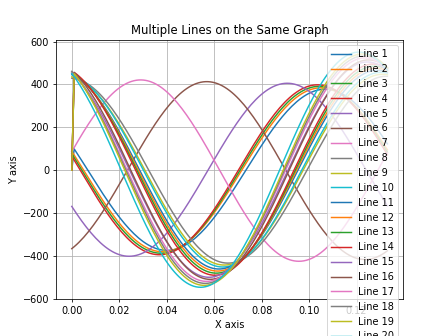 Multiple Lines on the Same Graph
600
400
200
0
−200
−400
−600
Y axis
0.00
0.02
0.04
0.06
0.08
0.10
X axis
Line 1
Line 2
Line 3
Line 4
Line 5
Line 6
Line 7
Line 8
Line 9
Line 10
Line 11
Line 12
Line 13
Line 14
Line 15
Line 16
Line 17
Line 18
Line 19
Line 20